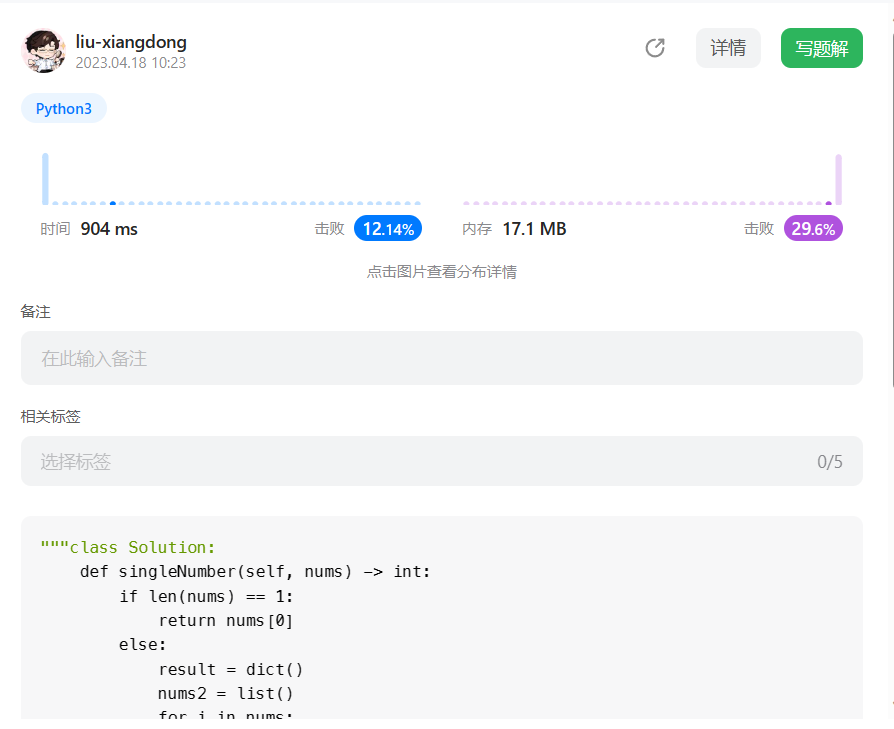 liu-xiangdong
2023.04.18 10:23
详情
写题解
Python3
时间 904 ms 击败 12.14%
内存 17.1 MB 击败 29.6%
点击图片查看分布详情
备注
在此输入备注
相关标签
选择标签 0/5
"""class Solution:
    def singleNumber(self, nums) -> int:
        if len(nums) == 1:
            return nums[0]
        else:
            result = dict()
            nums2 = list()
            for i in nums: